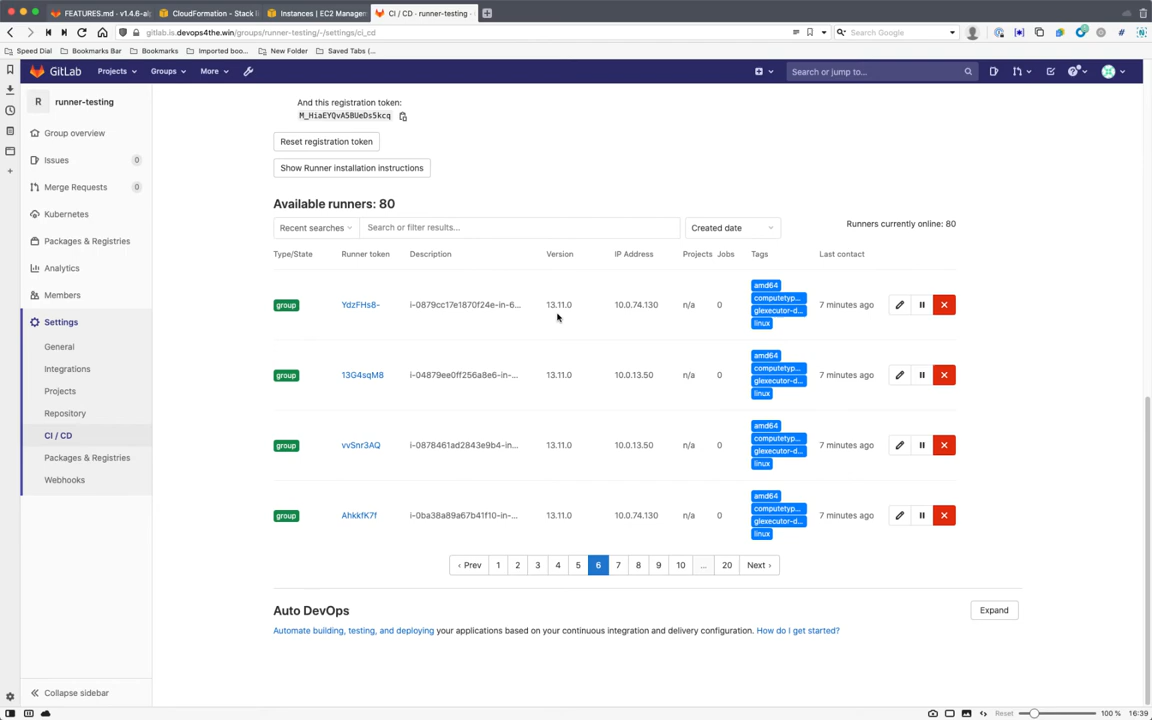 FEATURES.md – v1.4.6-alp
CloudFormation - Stack i
Instances | EC2 Manager
CI / CD · runner-testing ·
gitlab.is.devops4the.win/groups/runner-testing/-/settings/ci_cd
Search Google
Speed Dial
Bookmarks Bar
Bookmarks
Imported boo...
New Folder
Saved Tabs (...
GitLab
Projects
Groups
More
Search or jump to...
R
runner-testing
Group overview
Issues 0
Merge Requests 0
Kubernetes
Packages & Registries
Analytics
Members
Settings
General
Integrations
Projects
Repository
CI / CD
Packages & Registries
Webhooks
Collapse sidebar
And this registration token:
M_HiaEYQvA5BUeDs5kcq
Reset registration token
Show Runner installation instructions
Available runners: 80
Recent searches
Search or filter results...
Created date
Runners currently online: 80
Type/State Runner token Description Version IP Address Projects Jobs Tags Last contact
group YdzFHs8- i-0879cc17e1870f24e-in-6... 13.11.0 10.0.74.130 n/a 0 amd64 computetyp... glexecutor-d... linux 7 minutes ago
group 13G4sqM8 i-04879ee0ff256a8e6-in-... 13.11.0 10.0.13.50 n/a 0 amd64 computetyp... glexecutor-d... linux 7 minutes ago
group vvSnr3AQ i-0878461ad2843e9b4-in... 13.11.0 10.0.13.50 n/a 0 amd64 computetyp... glexecutor-d... linux 7 minutes ago
group AhkkfK7f i-0ba38a89a67b41f10-in-... 13.11.0 10.0.74.130 n/a 0 amd64 computetyp... glexecutor-d... linux 7 minutes ago
‹ Prev 1 2 3 4 5 6 7 8 9 10 ... 20 Next ›
Auto DevOps
Expand
Automate building, testing, and deploying your applications based on your continuous integration and delivery configuration. How do I get started?
Reset
100 %
16:39